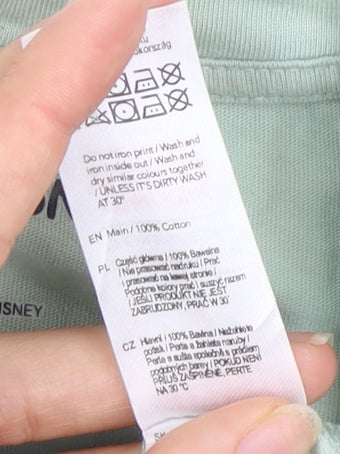 Do not iron print / Wash and
iron inside out / Wash and
dry similar colours together
/ UNLESS IT'S DIRTY WASH
AT 30°
EN Main / 100% Cotton
PL Część główna / 100% Bawełna
/ Nie prasować nadruku / Prać
i prasować na lewej stronie /
Podobne kolory prać i suszyć razem
/ JEŚLI PRODUKT NIE JEST
ZABRUDZONY, PRAĆ W 30°
CZ Hlavní / 100% Bavlna / Nežehlete
potisk / Perte a žehlete naruby /
Perte a sušte společně s prádlem
podobných barev / POKUD NENÍ
PŘÍLIŠ ZAŠPINĚNÉ, PERTE
NA 30 °C
ISNEY